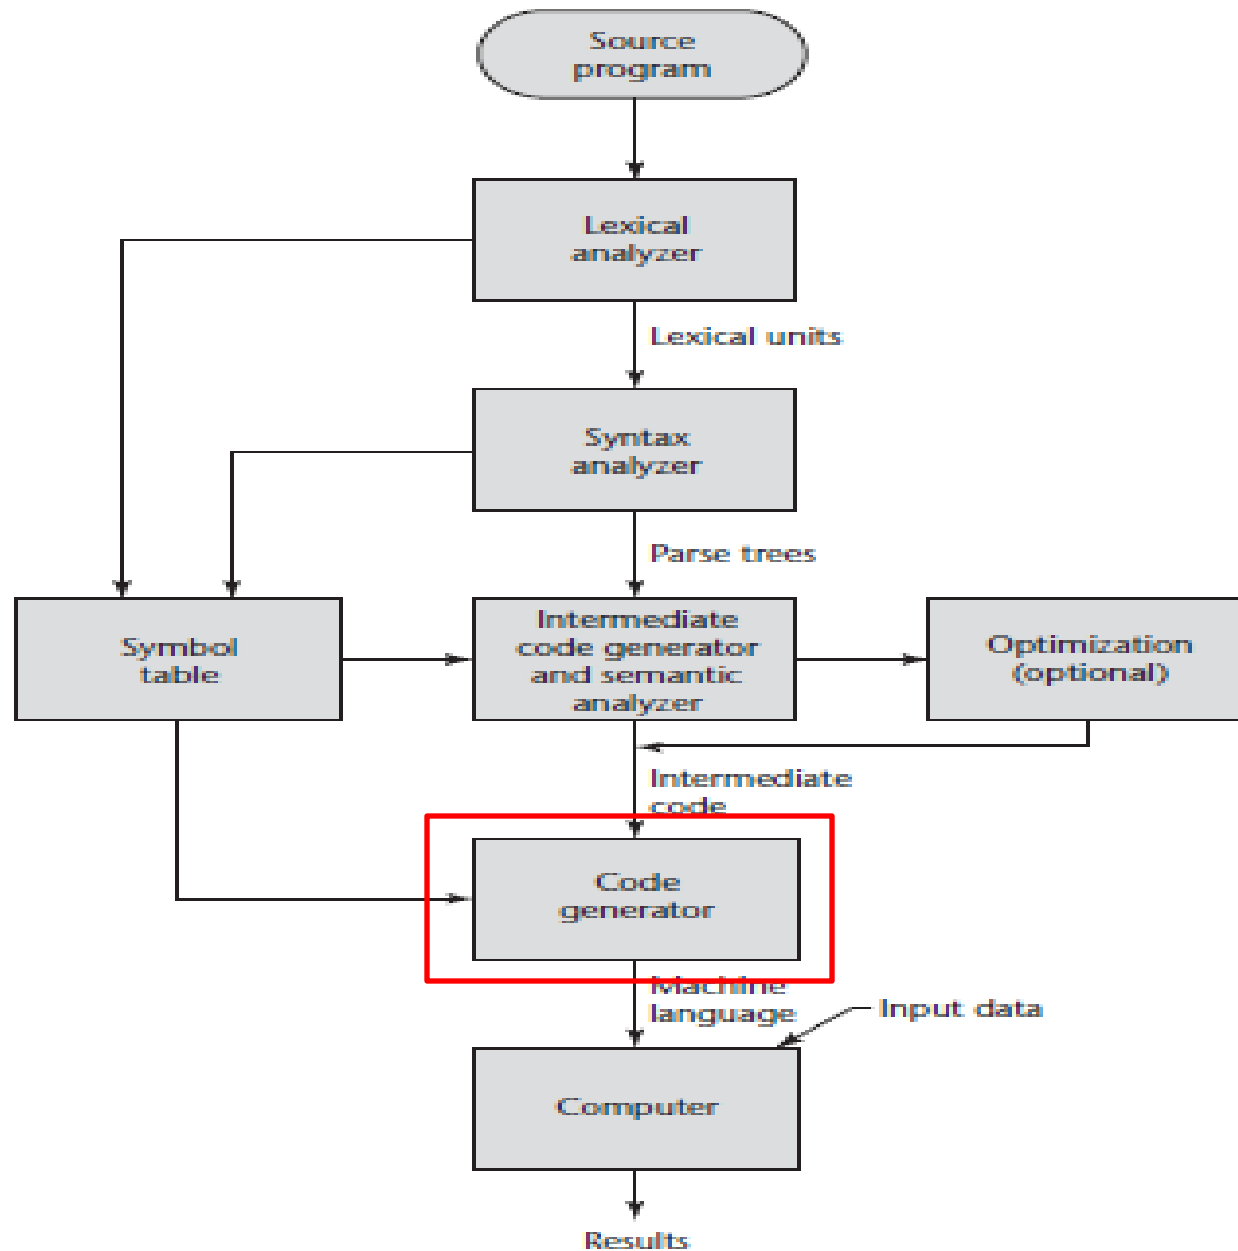 Source
program
Lexical
analyzer
Lexical units
Syntax
analyzer
Parse trees
Symbol
table
Intermediate
code generator
and semantic
analyzer
Optimization
(optional)
Intermediate
code
Code
generator
Machine
language
Input data
Computer
Results